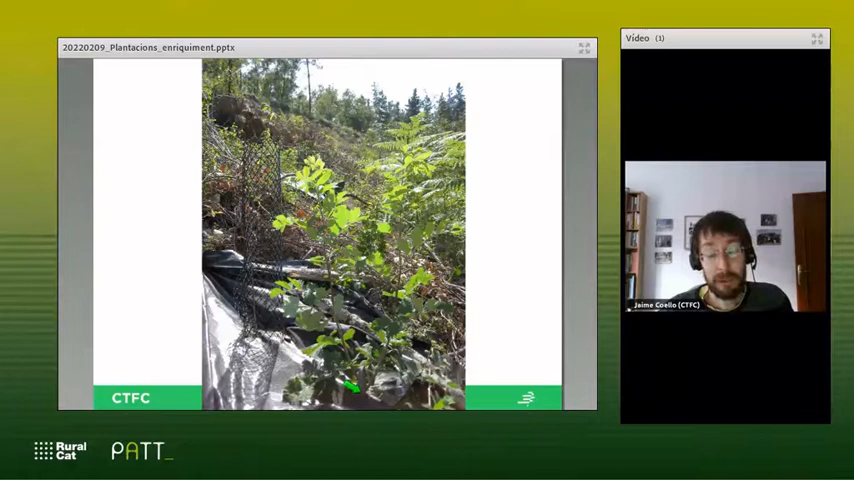 20220209_Plantacions_enriquiment.pptx
Vídeo (1)
Jaime Coello (CTFC)
CTFC
Rural
Cat
PATT_